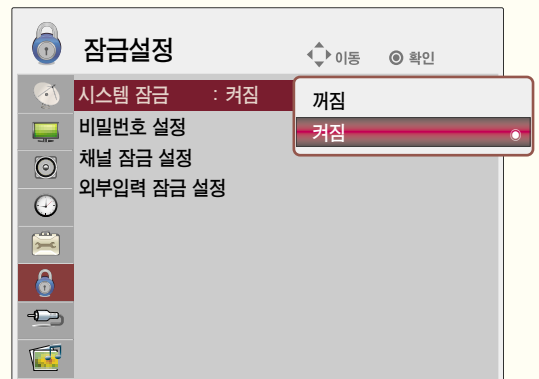 잠금설정
이동 확인
시스템 잠금 : 켜짐
꺼짐
켜짐
비밀번호 설정
채널 잠금 설정
외부입력 잠금 설정